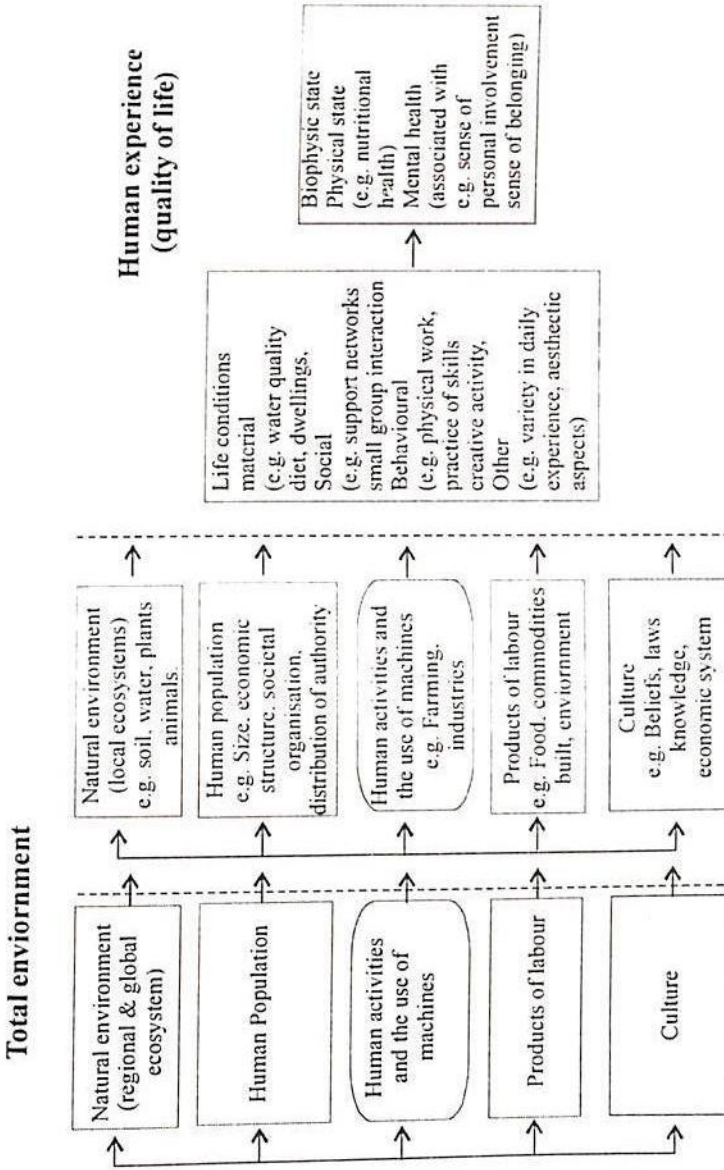 Total enviornment
Human experience
(quality of life)
Natural environment
(regional & global
ecosystem)
Human Population
Human activities
and the use of
machines
Products of labour
Culture
Natural environment
(local ecosystems)
e.g. soil. water, plants
animals.
Human population
e.g. Size. economic
structure. societal
organisation.
distribution of authority
Human activities and
the use of machines
e.g. Farming.
industries
Products of labour
e.g. Food. commodities
built, enviornment
Culture
e.g. Beliefs, laws
knowledge,
economic system
Life conditions
material
(e.g. water quality
diet, dwellings,
Social
(e.g. support networks
small group interaction
Behavioural
(e.g. physical work,
practice of skills
creative activity,
Other
(e.g. variety in daily
experience, aesthectic
aspects)
Biophysic state
Physical state
(e.g. nutritional
health)
Mental health
(associated with
e.g. sense of
personal involvement
sense of belonging)